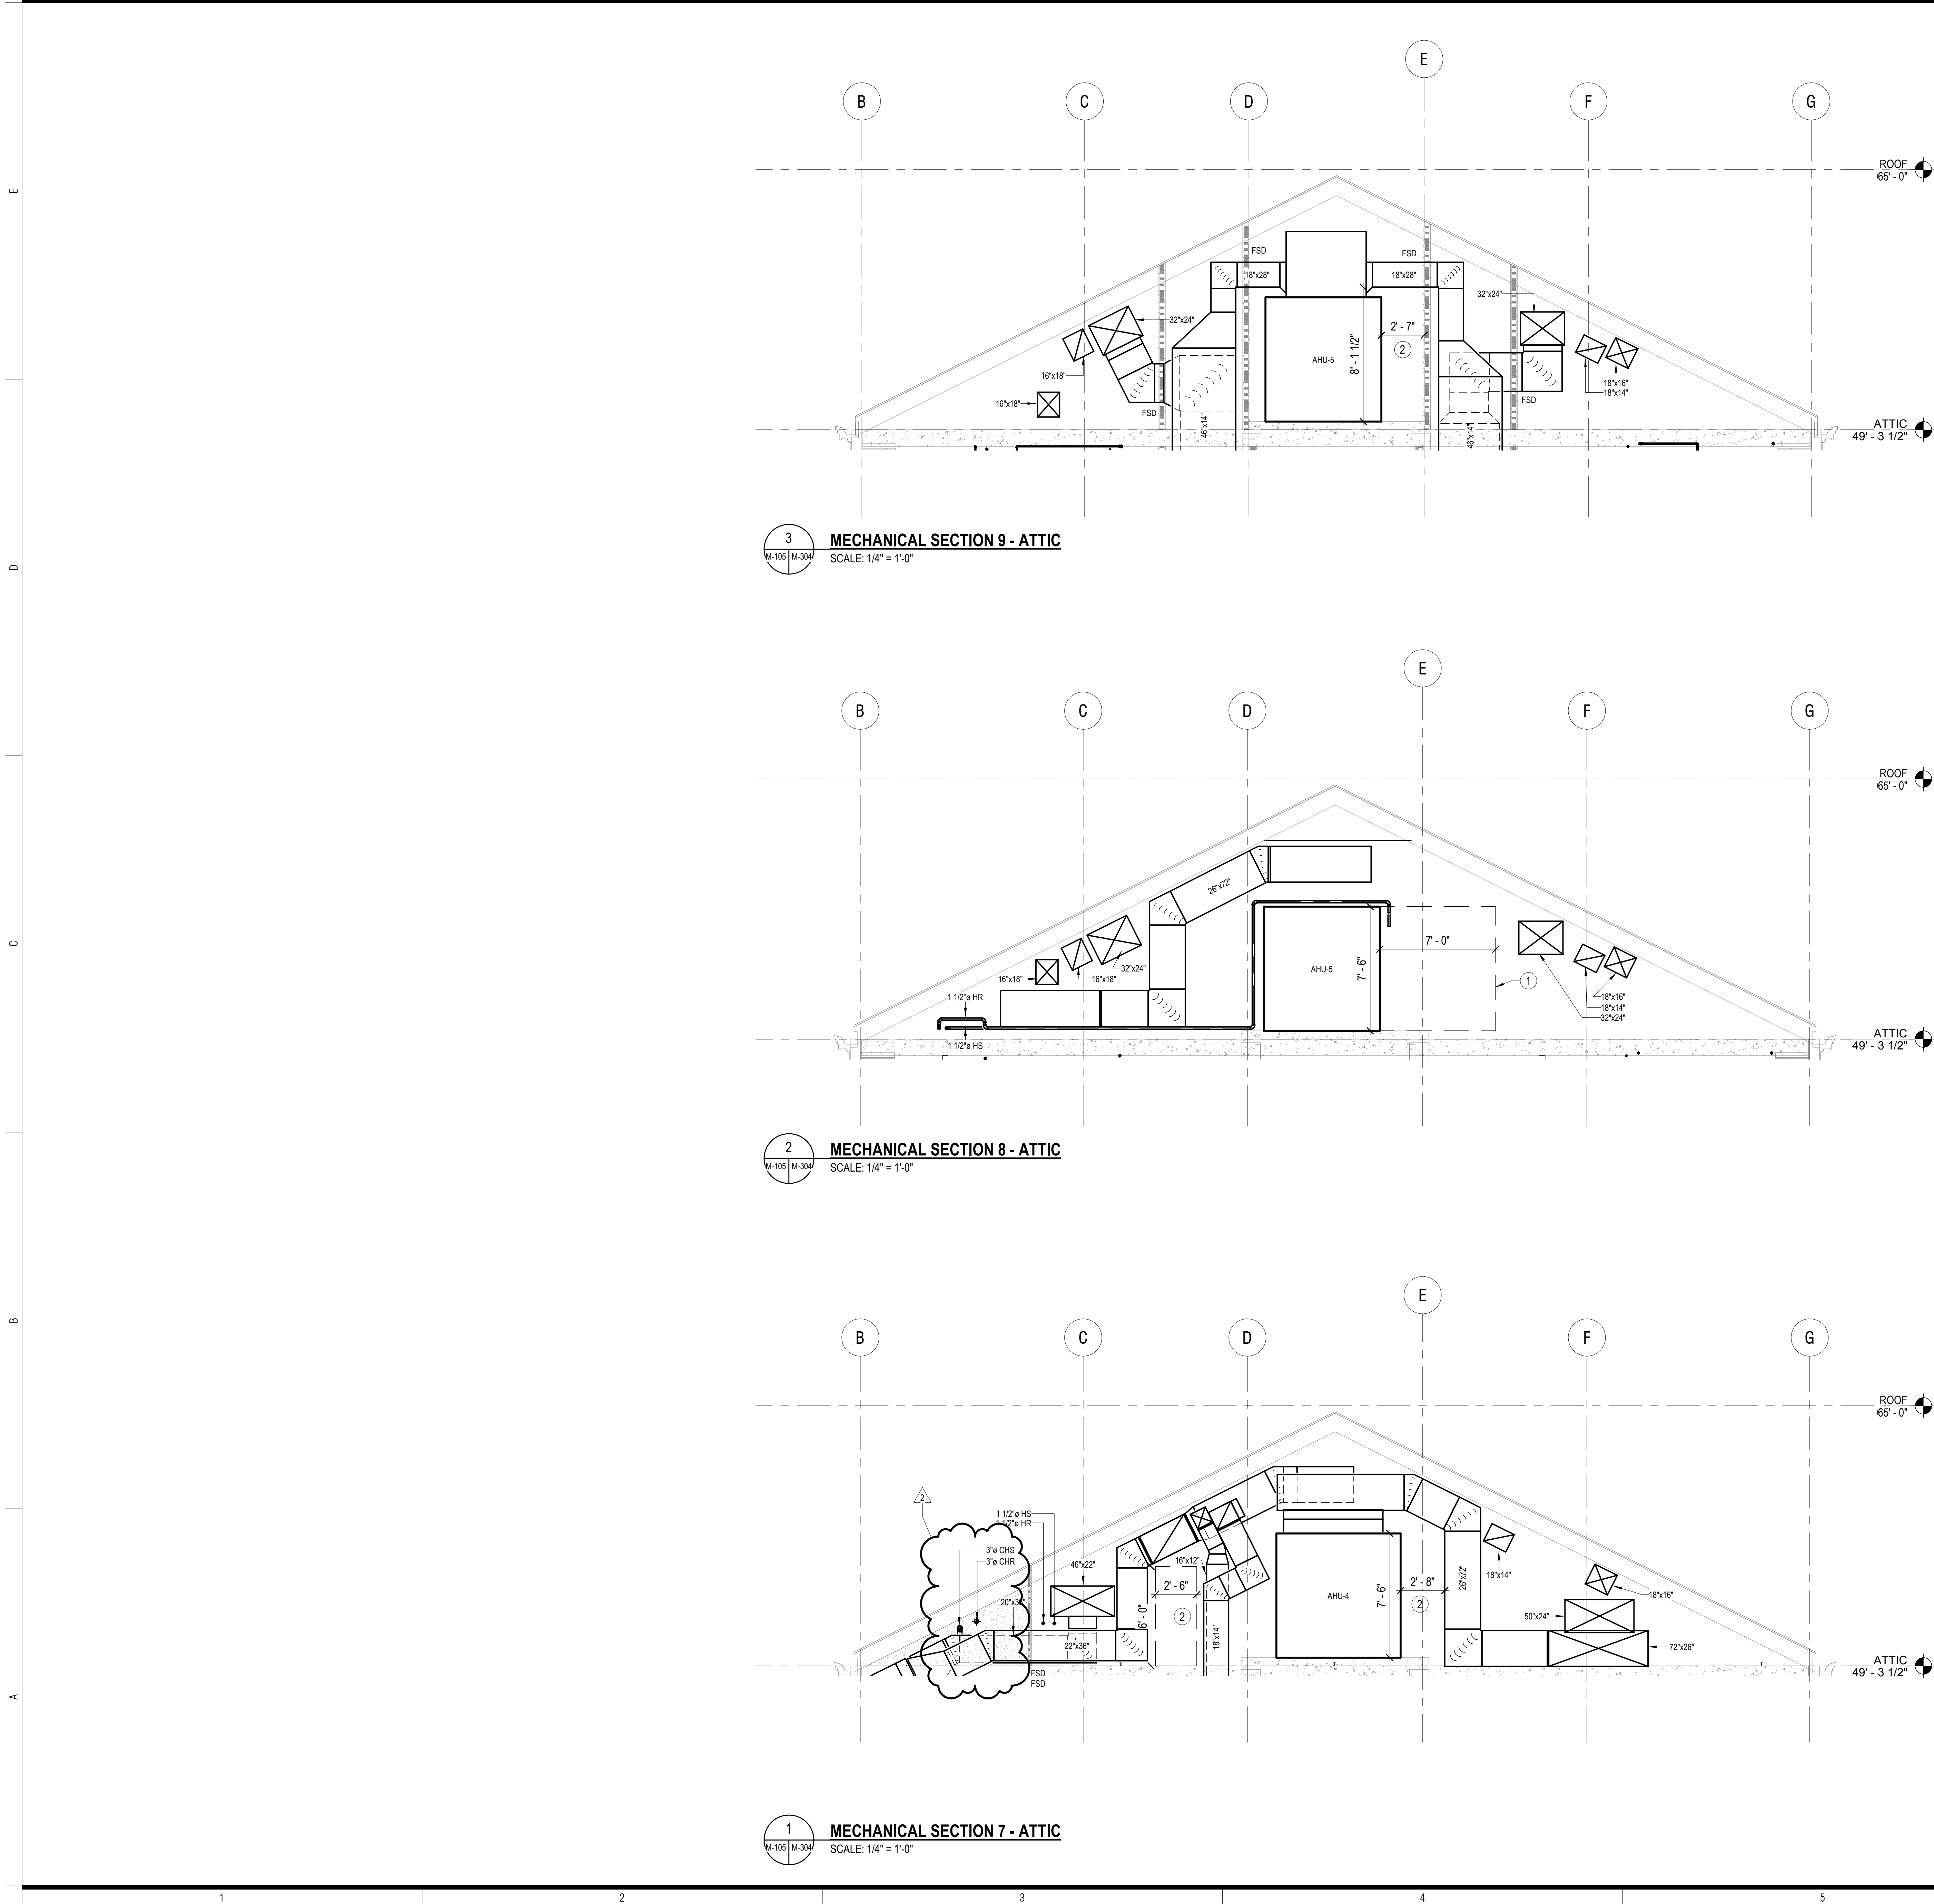 E
B
C
D
F
G
ROOF
65' - 0"
E
FSD
FSD
18"x28"
18"x28"
32"x24"
32"x24"
2' - 7"
2
AHU-5
8' - 1 1/2"
16"x18"
16"x18"
18"x16"
18"x14"
FSD
FSD
46"x14"
46"x14"
ATTIC
49' - 3 1/2"
3
M-105
M-304
MECHANICAL SECTION 9 - ATTIC
SCALE: 1/4" = 1'-0"
D
E
B
C
D
F
G
ROOF
65' - 0"
26"x72"
C
7' - 0"
AHU-5
7' - 6"
32"x24"
16"x18"
16"x18"
1
1 1/2"ø HR
18"x16"
18"x14"
32"x24"
1 1/2"ø HS
ATTIC
49' - 3 1/2"
2
M-105
M-304
MECHANICAL SECTION 8 - ATTIC
SCALE: 1/4" = 1'-0"
E
B
B
C
D
F
G
ROOF
65' - 0"
2
1 1/2"ø HS
1 1/2"ø HR
3"ø CHS
3"ø CHR
46"x22"
16"x12"
18"x14"
2' - 6"
2' - 8"
26"x72"
AHU-4
7' - 6"
18"x16"
2
2
6' - 0"
50"x24"
18"x14"
22"x36"
72"x26"
FSD
FSD
ATTIC
49' - 3 1/2"
A
1
M-105
M-304
MECHANICAL SECTION 7 - ATTIC
SCALE: 1/4" = 1'-0"
1
2
3
4
5